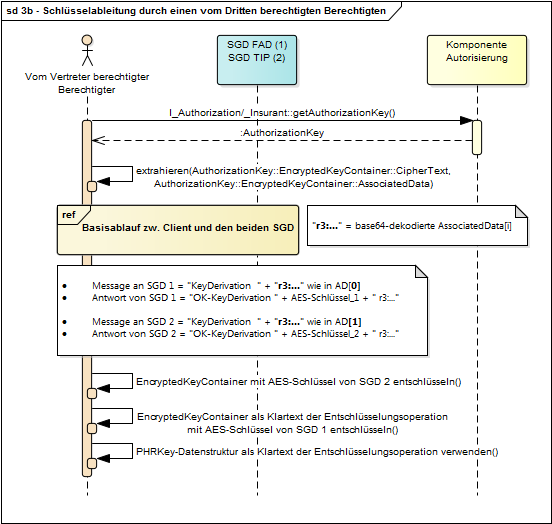 sd 3b - Schlüsselableitung durch einen vom Dritten berechtigten Berechtigten
SGD FAD (1)
SGD TIP (2)
Komponente
Autorisierung
Vom Vertreter berechtigter
Berechtigter
I_Authorization/_Insurant::getAuthorizationKey()
:AuthorizationKey
extrahieren(AuthorizationKey::EncryptedKeyContainer::CipherText,
AuthorizationKey::EncryptedKeyContainer::AssociatedData)
ref
Basisablauf zw. Client und den beiden SGD
"r3:..." = base64-dekodierte AssociatedData[i]
• Message an SGD 1 = "KeyDerivation " + "r3:..." wie in AD[0]
• Antwort von SGD 1 = "OK-KeyDerivation " + AES-Schlüssel_1 + " r3:..."
• Message an SGD 2 = "KeyDerivation " + "r3:..." wie in AD[1]
• Antwort von SGD 2 = "OK-KeyDerivation " + AES-Schlüssel_2 + " r3:..."
EncryptedKeyContainer mit AES-Schlüssel von SGD 2 entschlüsseln()
EncryptedKeyContainer als Klartext der Entschlüsselungsoperation
mit AES-Schlüssel von SGD 1 entschlüsseln()
PHRKey-Datenstruktur als Klartext der Entschlüsselungsoperation verwenden()